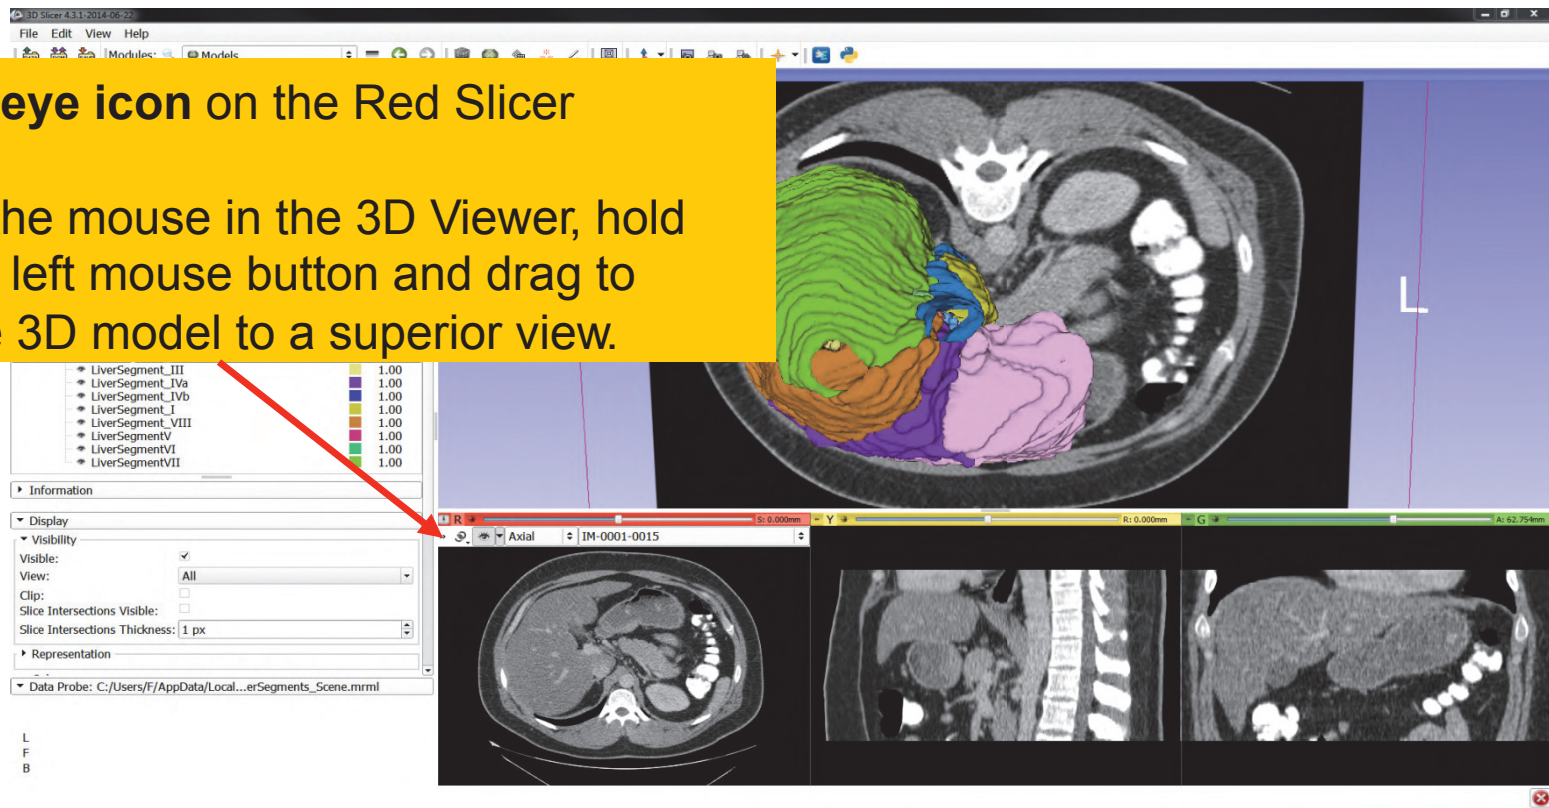 3D Slicer 4.3.1-2014-06-22
File Edit View Help
Modules: Models
eye icon on the Red Slicer
he mouse in the 3D Viewer, hold
left mouse button and drag to
e 3D model to a superior view.
L
LiverSegment_III 1.00
LiverSegment_IVa 1.00
LiverSegment_IVb 1.00
LiverSegment_I 1.00
LiverSegment_VIII 1.00
LiverSegmentV 1.00
LiverSegmentVI 1.00
LiverSegmentVII 1.00
Information
Display
Visibility
Visible:
View: All
Clip:
Slice Intersections Visible:
Slice Intersections Thickness: 1 px
Representation
Data Probe: C:/Users/F/AppData/Local...erSegments_Scene.mrml
L
F
B
R S: 0.000mm Y R: 0.000mm G A: 62.754mm
Axial IM-0001-0015